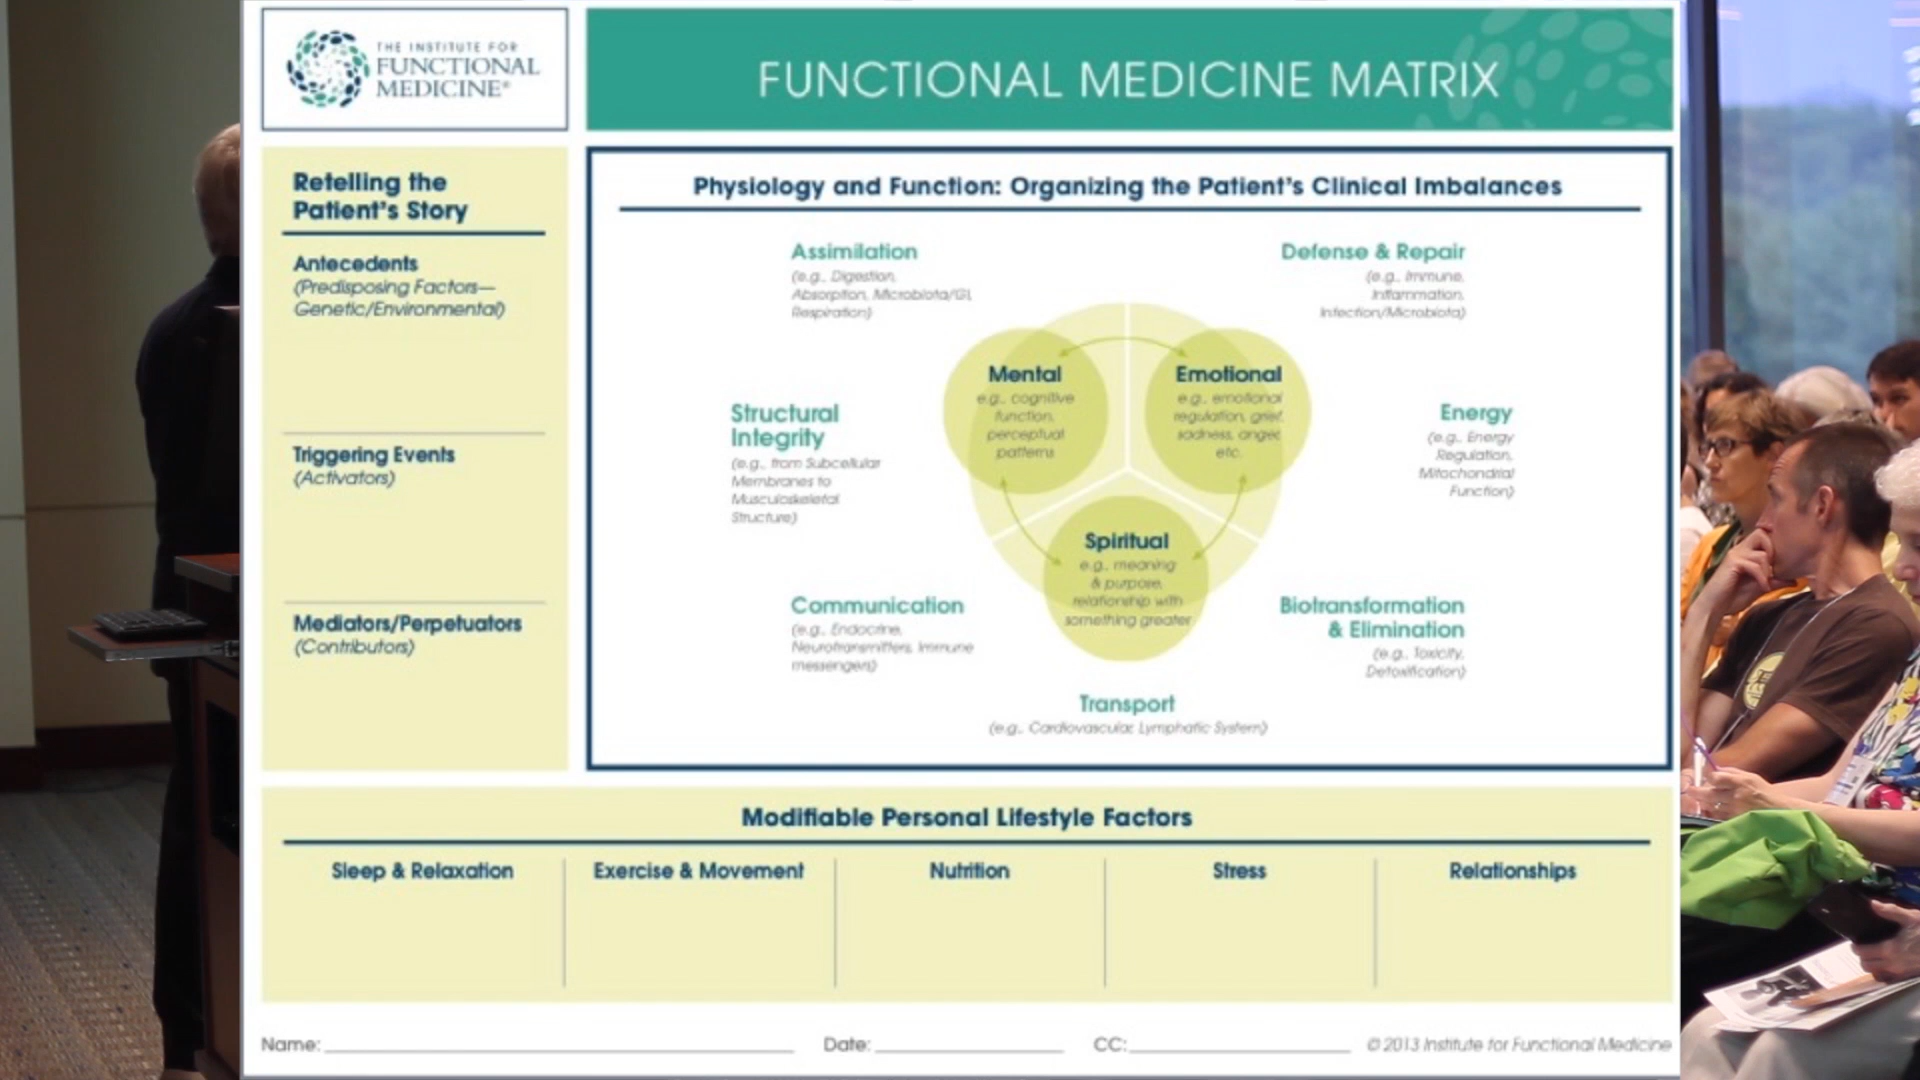 THE INSTITUTE FOR
FUNCTIONAL
MEDICINE®
FUNCTIONAL MEDICINE MATRIX
Retelling the
Patient's Story
Antecedents
(Predisposing Factors—
Genetic/Environmental)
Triggering Events
(Activators)
Mediators/Perpetuators
(Contributors)
Physiology and Function: Organizing the Patient's Clinical Imbalances
Assimilation
(e.g., Digestion,
Absorption, Microbiota/GI,
Respiration)
Defense & Repair
(e.g., Immune,
Inflammation,
Infection/Microbiota)
Mental
e.g., cognitive
function,
perceptual
patterns
Emotional
e.g., emotional
regulation, grief,
sadness, anger,
etc.
Structural
Integrity
(e.g., from Subcellular
Membranes to
Musculoskeletal
Structure)
Energy
(e.g., Energy
Regulation,
Mitochondrial
Function)
Spiritual
e.g., meaning
& purpose,
relationship with
something greater
Communication
(e.g., Endocrine,
Neurotransmitters, Immune
messengers)
Biotransformation
& Elimination
(e.g., Toxicity,
Detoxification)
Transport
(e.g., Cardiovascular, Lymphatic System)
Modifiable Personal Lifestyle Factors
Sleep & Relaxation
Exercise & Movement
Nutrition
Stress
Relationships
Name:
Date:
CC:
© 2013 Institute for Functional Medicine